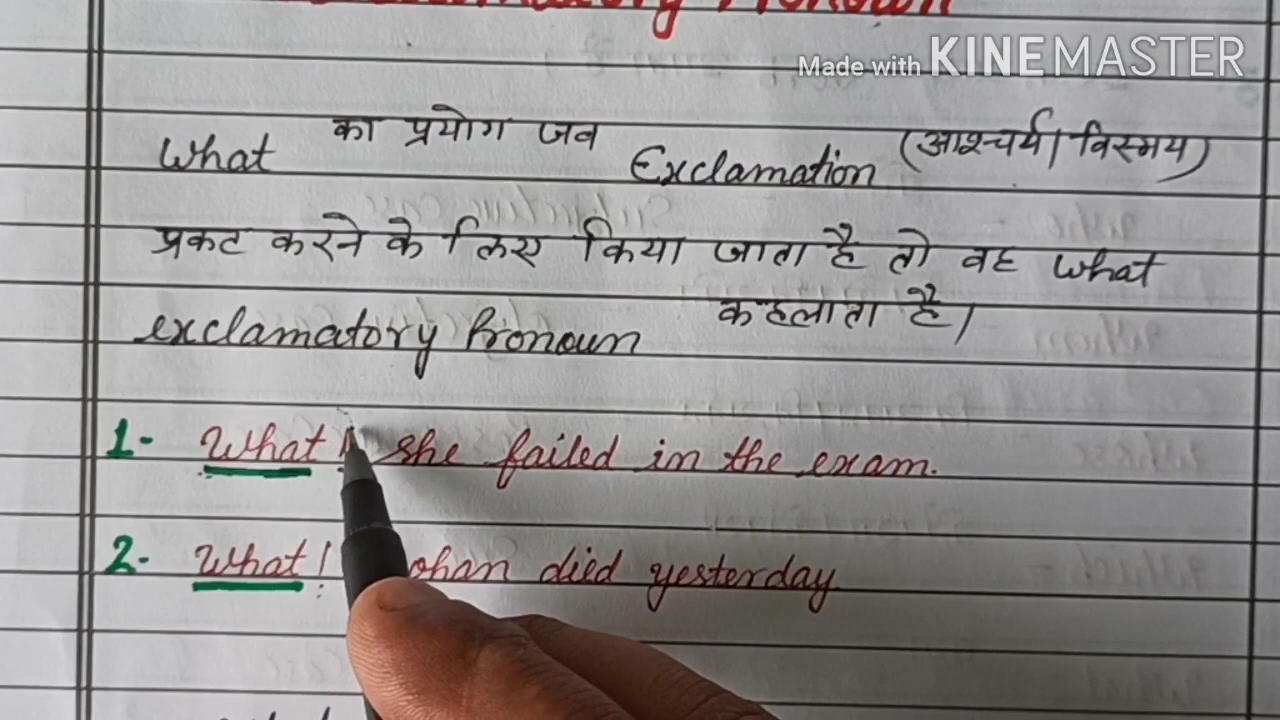 Pronoun
Made with KINEMASTER
What का प्रयोग जब Exclamation (आश्चर्य/विस्मय)
प्रकट करने के लिए किया जाता है तो वह what
exclamatory Pronoun कहलाता है।
1- What ! she failed in the exam.
2- What ! died yesterday